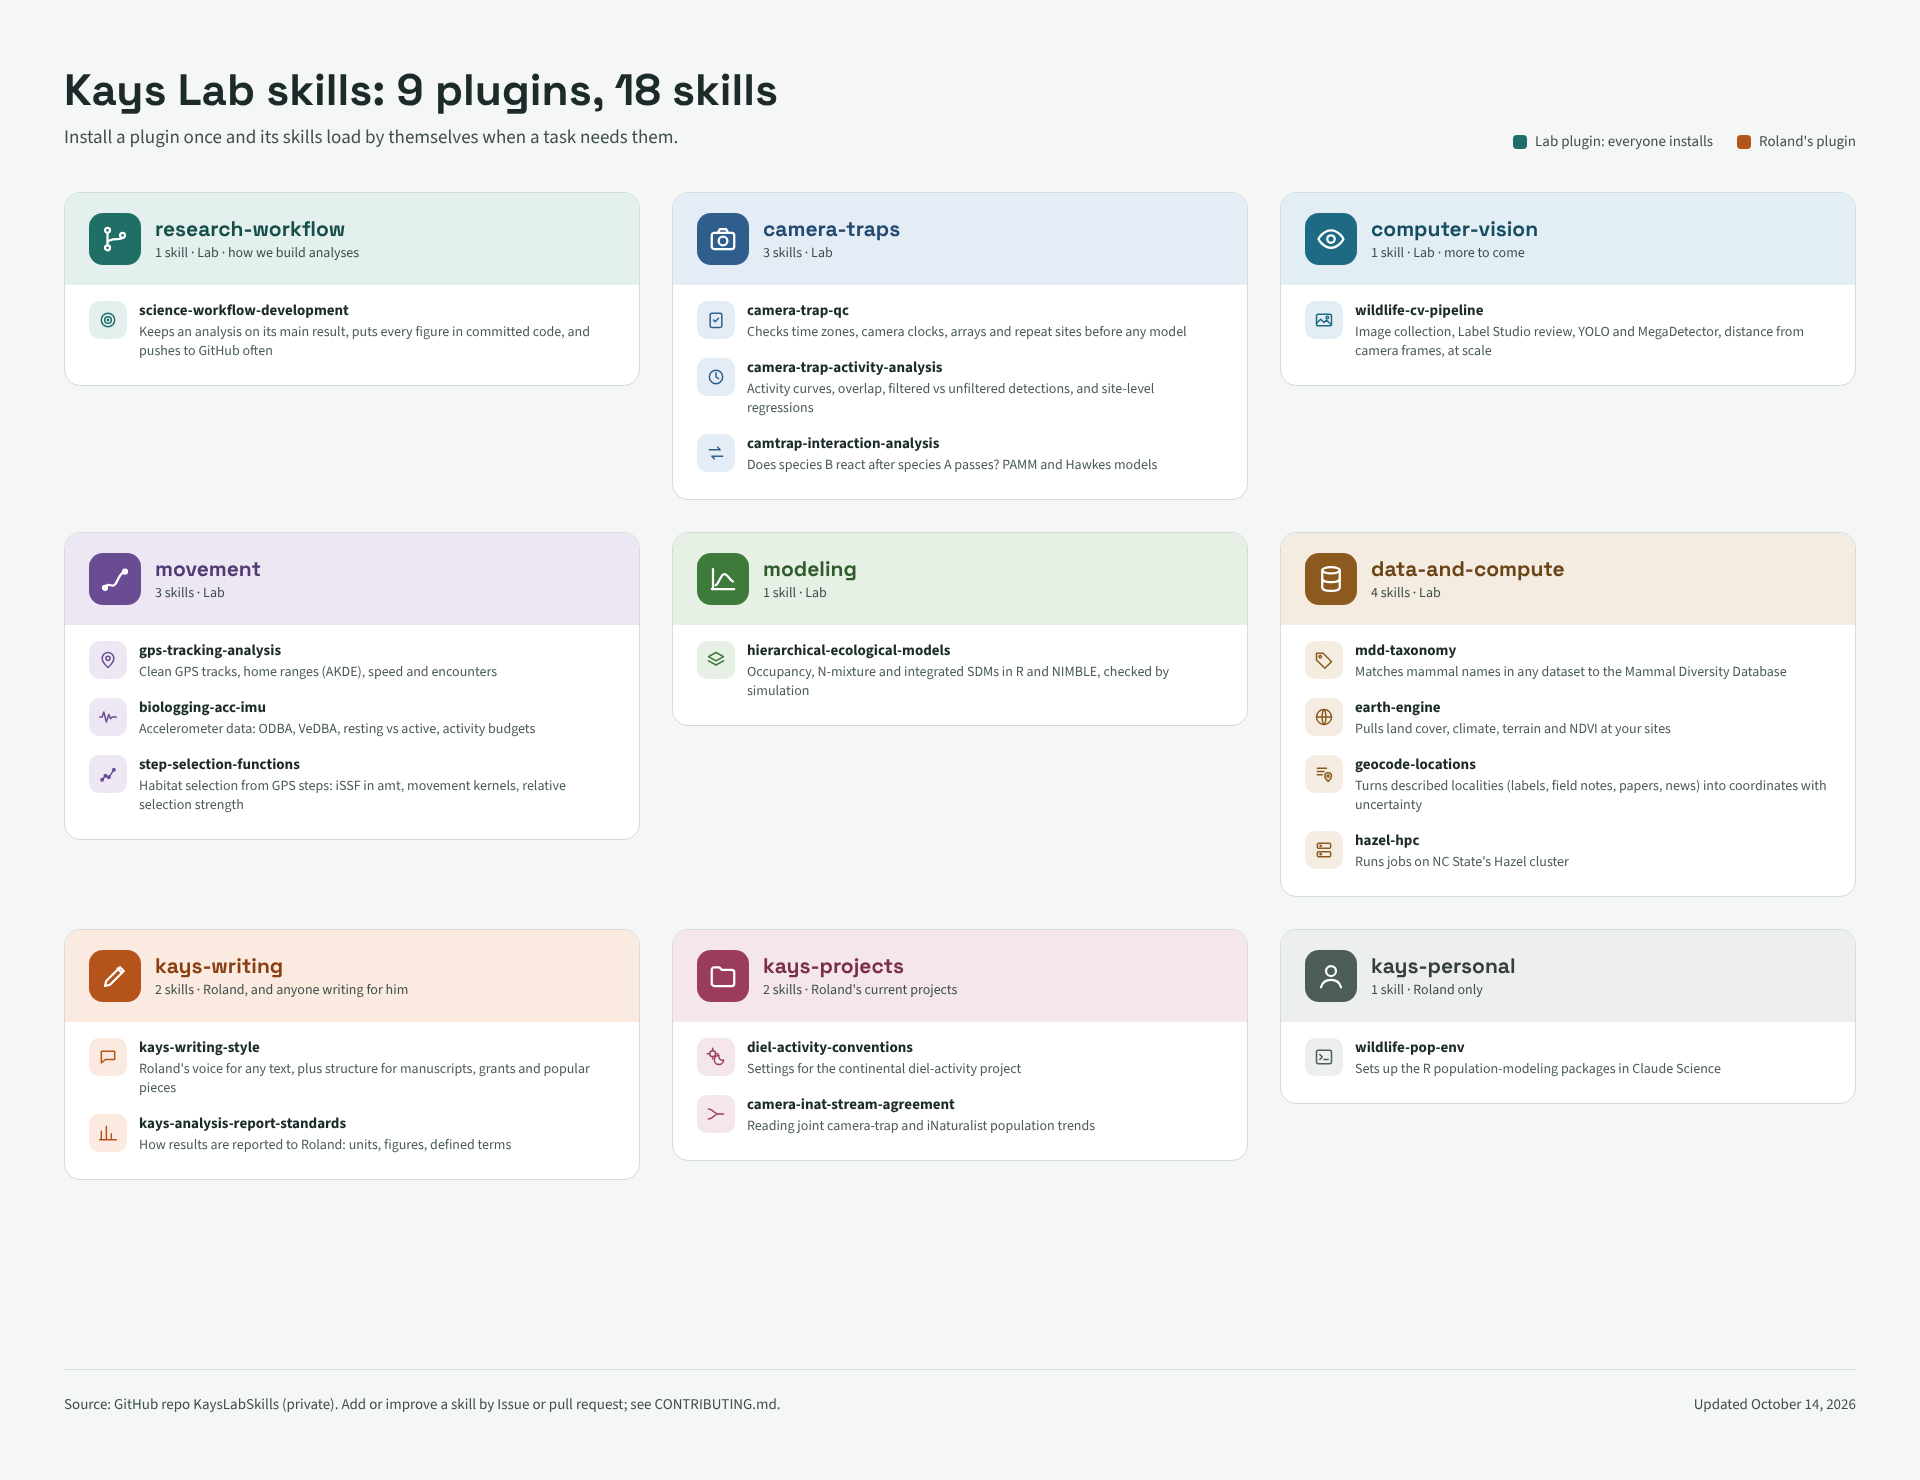 Kays Lab skills: 9 plugins, 18 skills
Install a plugin once and its skills load by themselves when a task needs them.
Lab plugin: everyone installs
Roland's plugin
research-workflow
1 skill · Lab · how we build analyses
science-workflow-development
Keeps an analysis on its main result, puts every figure in committed code, and
pushes to GitHub often
camera-traps
3 skills · Lab
camera-trap-qc
Checks time zones, camera clocks, arrays and repeat sites before any model
camera-trap-activity-analysis
Activity curves, overlap, filtered vs unfiltered detections, and site-level
regressions
camtrap-interaction-analysis
Does species B react after species A passes? PAMM and Hawkes models
computer-vision
1 skill · Lab · more to come
wildlife-cv-pipeline
Image collection, Label Studio review, YOLO and MegaDetector, distance from
camera frames, at scale
movement
3 skills · Lab
gps-tracking-analysis
Clean GPS tracks, home ranges (AKDE), speed and encounters
biologging-acc-imu
Accelerometer data: ODBA, VeDBA, resting vs active, activity budgets
step-selection-functions
Habitat selection from GPS steps: iSSF in amt, movement kernels, relative
selection strength
modeling
1 skill · Lab
hierarchical-ecological-models
Occupancy, N-mixture and integrated SDMs in R and NIMBLE, checked by
simulation
data-and-compute
4 skills · Lab
mdd-taxonomy
Matches mammal names in any dataset to the Mammal Diversity Database
earth-engine
Pulls land cover, climate, terrain and NDVI at your sites
geocode-locations
Turns described localities (labels, field notes, papers, news) into coordinates with
uncertainty
hazel-hpc
Runs jobs on NC State's Hazel cluster
kays-writing
2 skills · Roland, and anyone writing for him
kays-writing-style
Roland's voice for any text, plus structure for manuscripts, grants and popular
pieces
kays-analysis-report-standards
How results are reported to Roland: units, figures, defined terms
kays-projects
2 skills · Roland's current projects
diel-activity-conventions
Settings for the continental diel-activity project
camera-inat-stream-agreement
Reading joint camera-trap and iNaturalist population trends
kays-personal
1 skill · Roland only
wildlife-pop-env
Sets up the R population-modeling packages in Claude Science
Source: GitHub repo KaysLabSkills (private). Add or improve a skill by Issue or pull request; see CONTRIBUTING.md.
Updated October 14, 2026